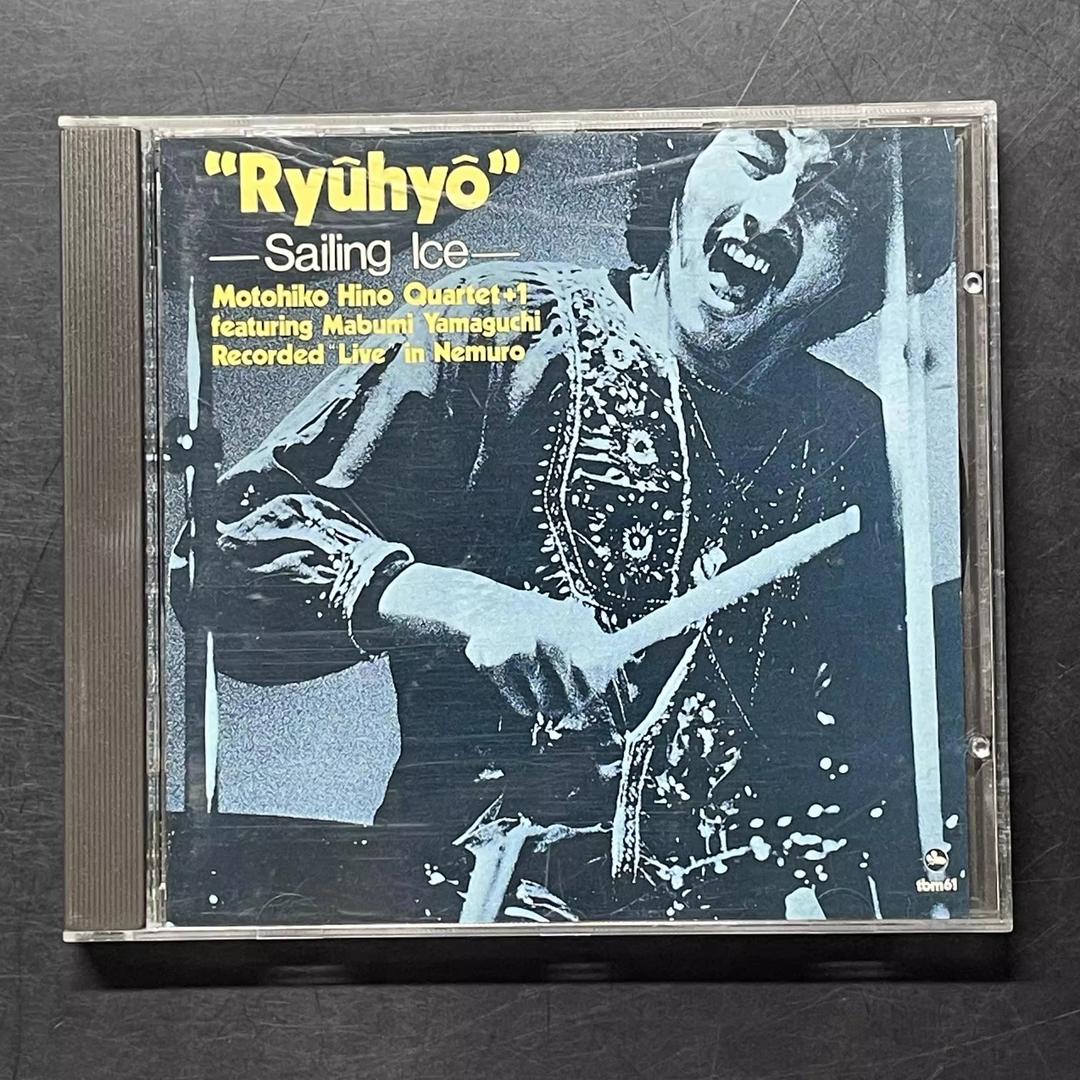 “Ryûhyô”
—Sailing Ice—
Motohiko Hino Quartet+1
featuring Mabumi Yamaguchi
Recorded “Live” in Nemuro
tbm61